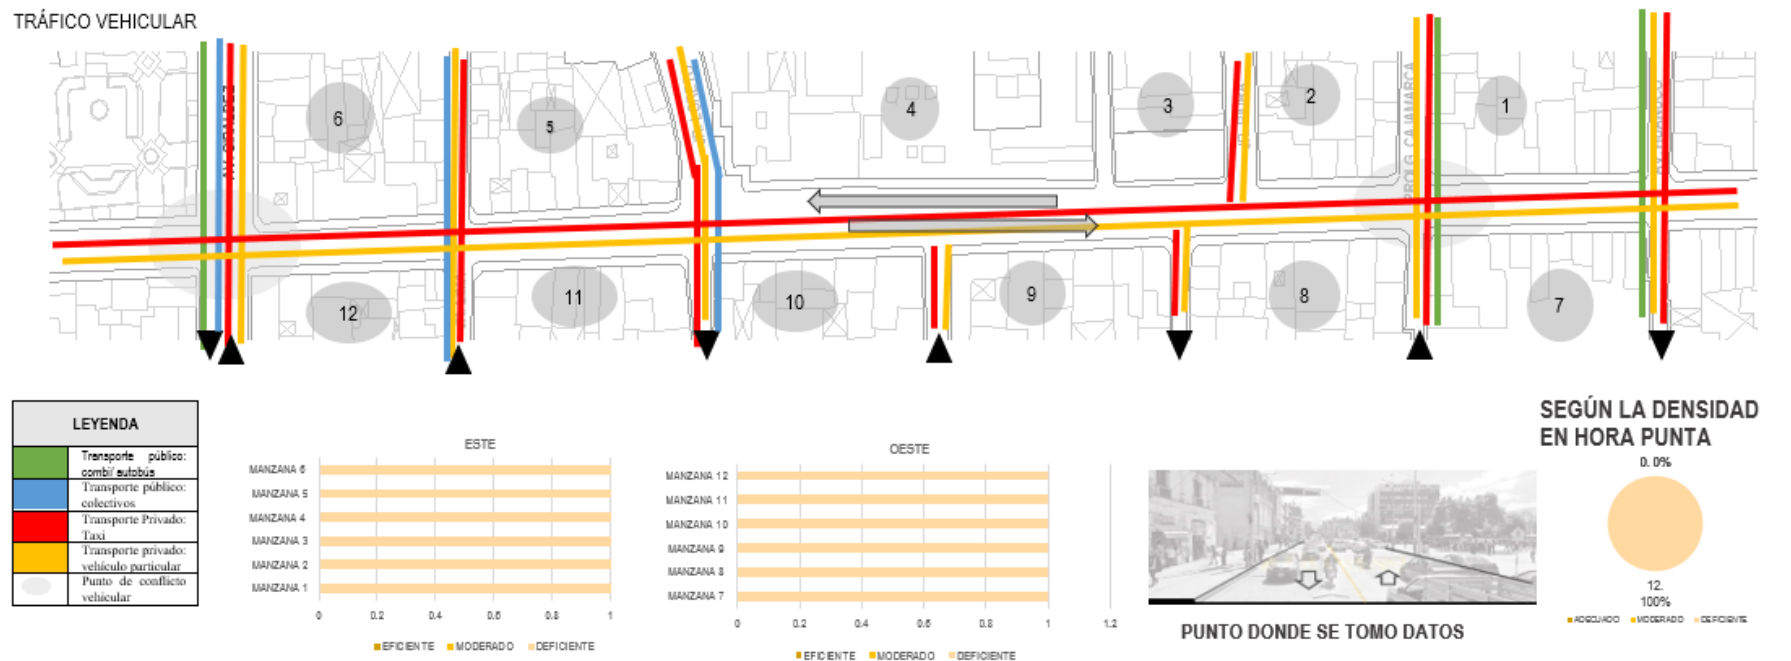 TRÁFICO VEHICULAR
6
5
4
3
2
1
PROLG. CAJAMARCA
12
11
10
9
8
7
LEYENDA
Transporte público:
combi/ autobús
Transporte público:
colectivos
Transporte Privado:
Taxi
Transporte privado:
vehículo particular
Punto de conflicto
vehicular
ESTE
MANZANA 6
MANZANA 5
MANZANA 4
MANZANA 3
MANZANA 2
MANZANA 1
0
0.2
0.4
0.6
0.8
1
EFICIENTE
MODERADO
DEFICIENTE
OESTE
MANZANA 12
MANZANA 11
MANZANA 10
MANZANA 9
MANZANA 8
MANZANA 7
0
0.2
0.4
0.6
0.8
1
1.2
EFICIENTE
MODERADO
DEFICIENTE
PUNTO DONDE SE TOMO DATOS
SEGÚN LA DENSIDAD
EN HORA PUNTA
0. 0%
12.
100%
ADECUADO
MODERADO
DEFICIENTE